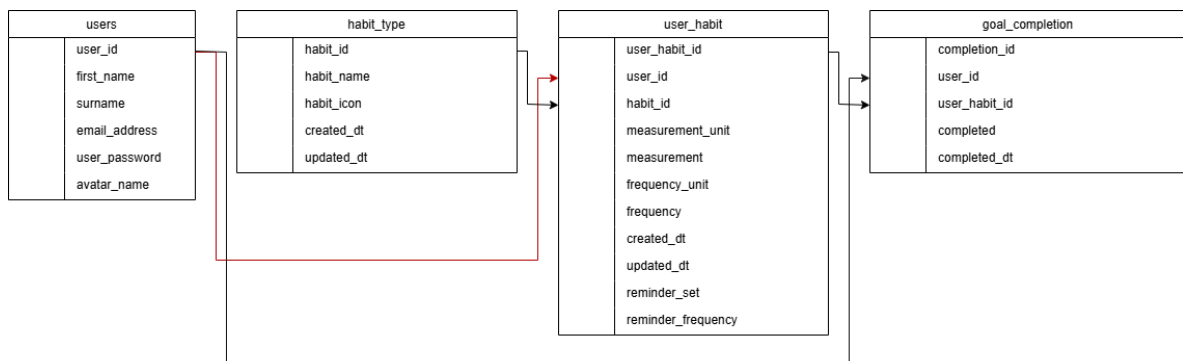 users
user_id
first_name
surname
email_address
user_password
avatar_name
habit_type
habit_id
habit_name
habit_icon
created_dt
updated_dt
user_habit
user_habit_id
user_id
habit_id
measurement_unit
measurement
frequency_unit
frequency
created_dt
updated_dt
reminder_set
reminder_frequency
goal_completion
completion_id
user_id
user_habit_id
completed
completed_dt